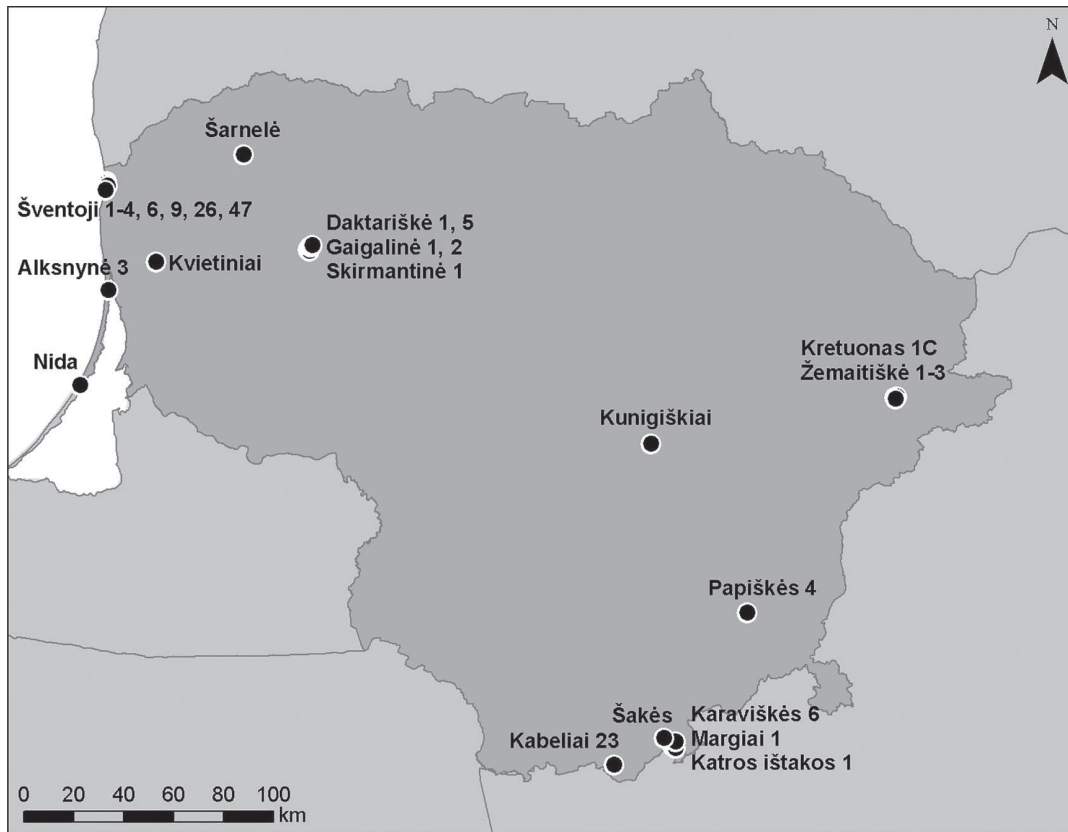 N
Šarnelė
Šventoji 1-4, 6, 9, 26, 47
Daktariškė 1, 5
Gaigalinė 1, 2
Skirmantinė 1
Kvietiniai
Alksnynė 3
Nida
Kretuonas 1C
Žemaitiškė 1-3
Kunigiškiai
Papiškės 4
Šakės
Karaviškės 6
Margiai 1
Katros ištakos 1
Kabeliai 23
0 20 40 60 80 100
km